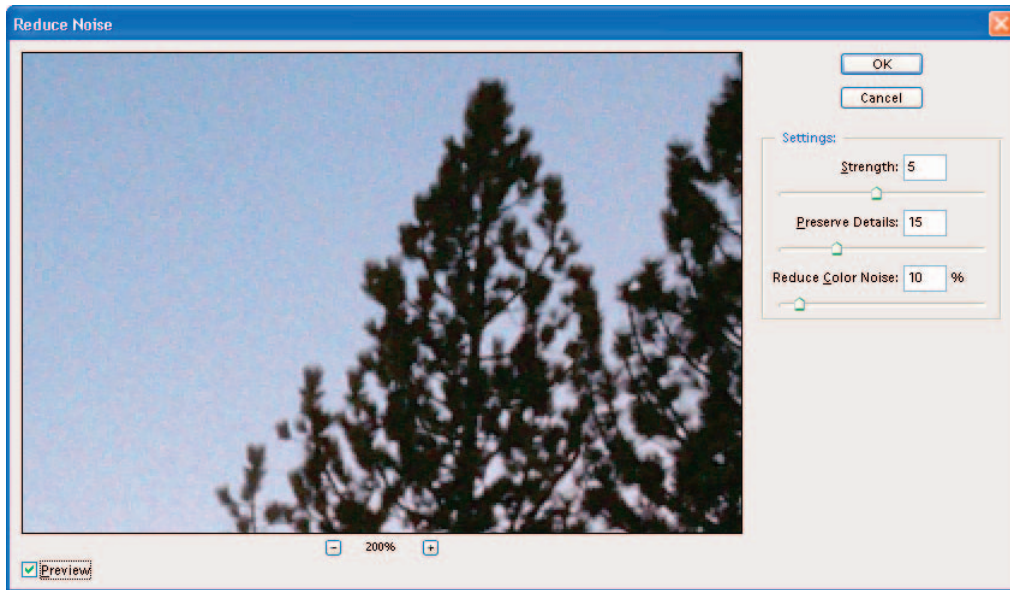 Reduce Noise
OK
Cancel
Settings:
Strength: 5
Preserve Details: 15
Reduce Color Noise: 10 %
200%
Preview